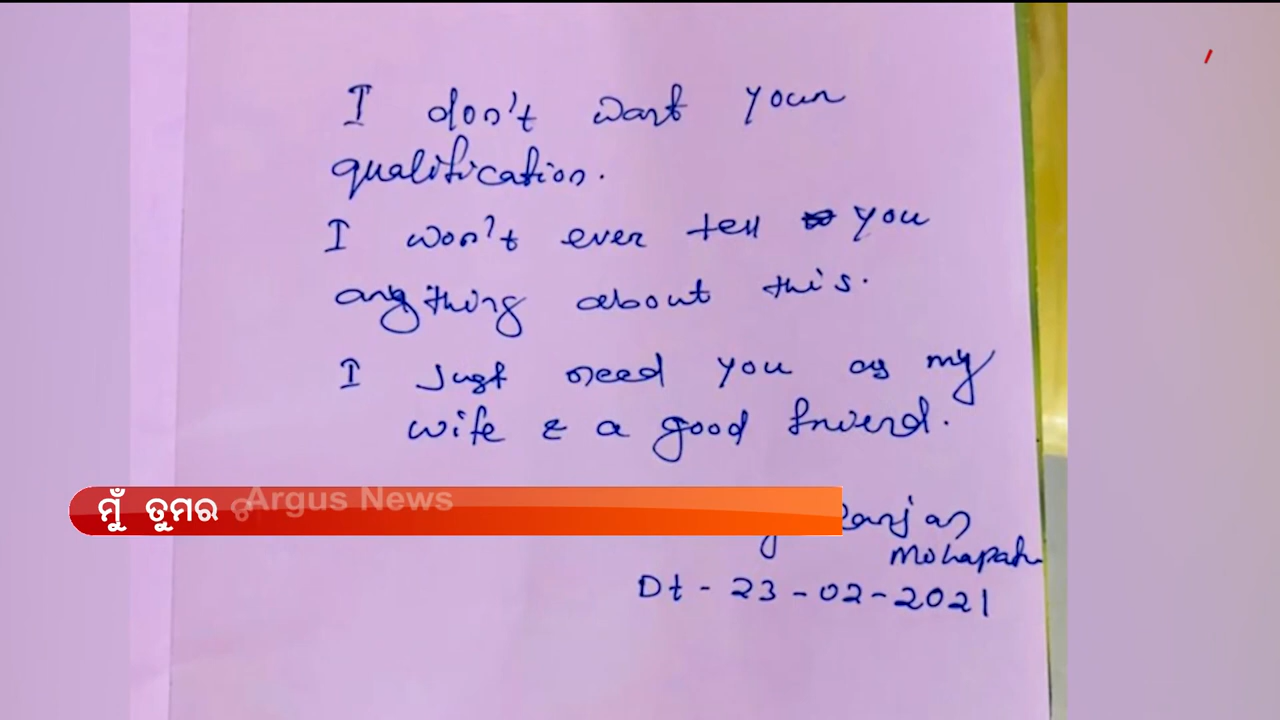 I don't want your
qualification.
I won't ever tell you
anything about this.
I just need you as my
wife & a good friend.
ମୁଁ ତୁମର
Argus News
Ranjan
Mohapatra
Dt - 23-02-2021